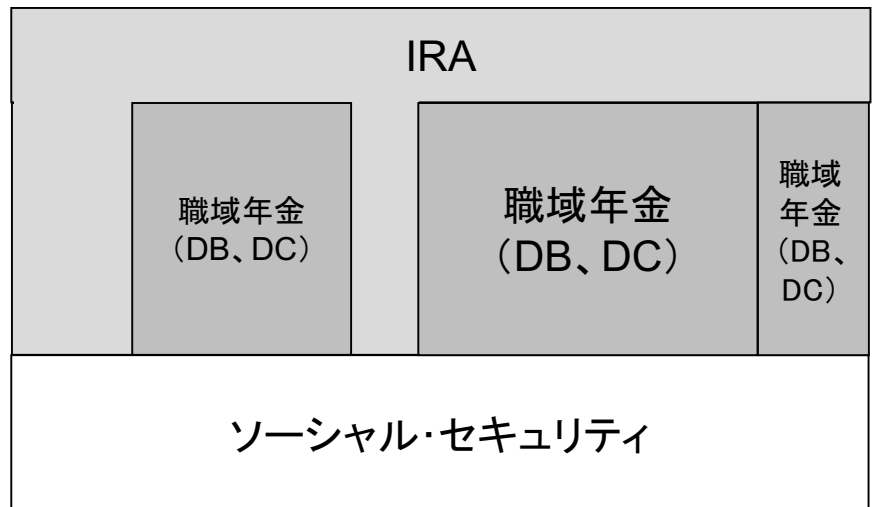 IRA
職域年金
（DB、DC）
職域年金
（DB、DC）
職域
年金
（DB、
DC）
ソーシャル･セキュリティ